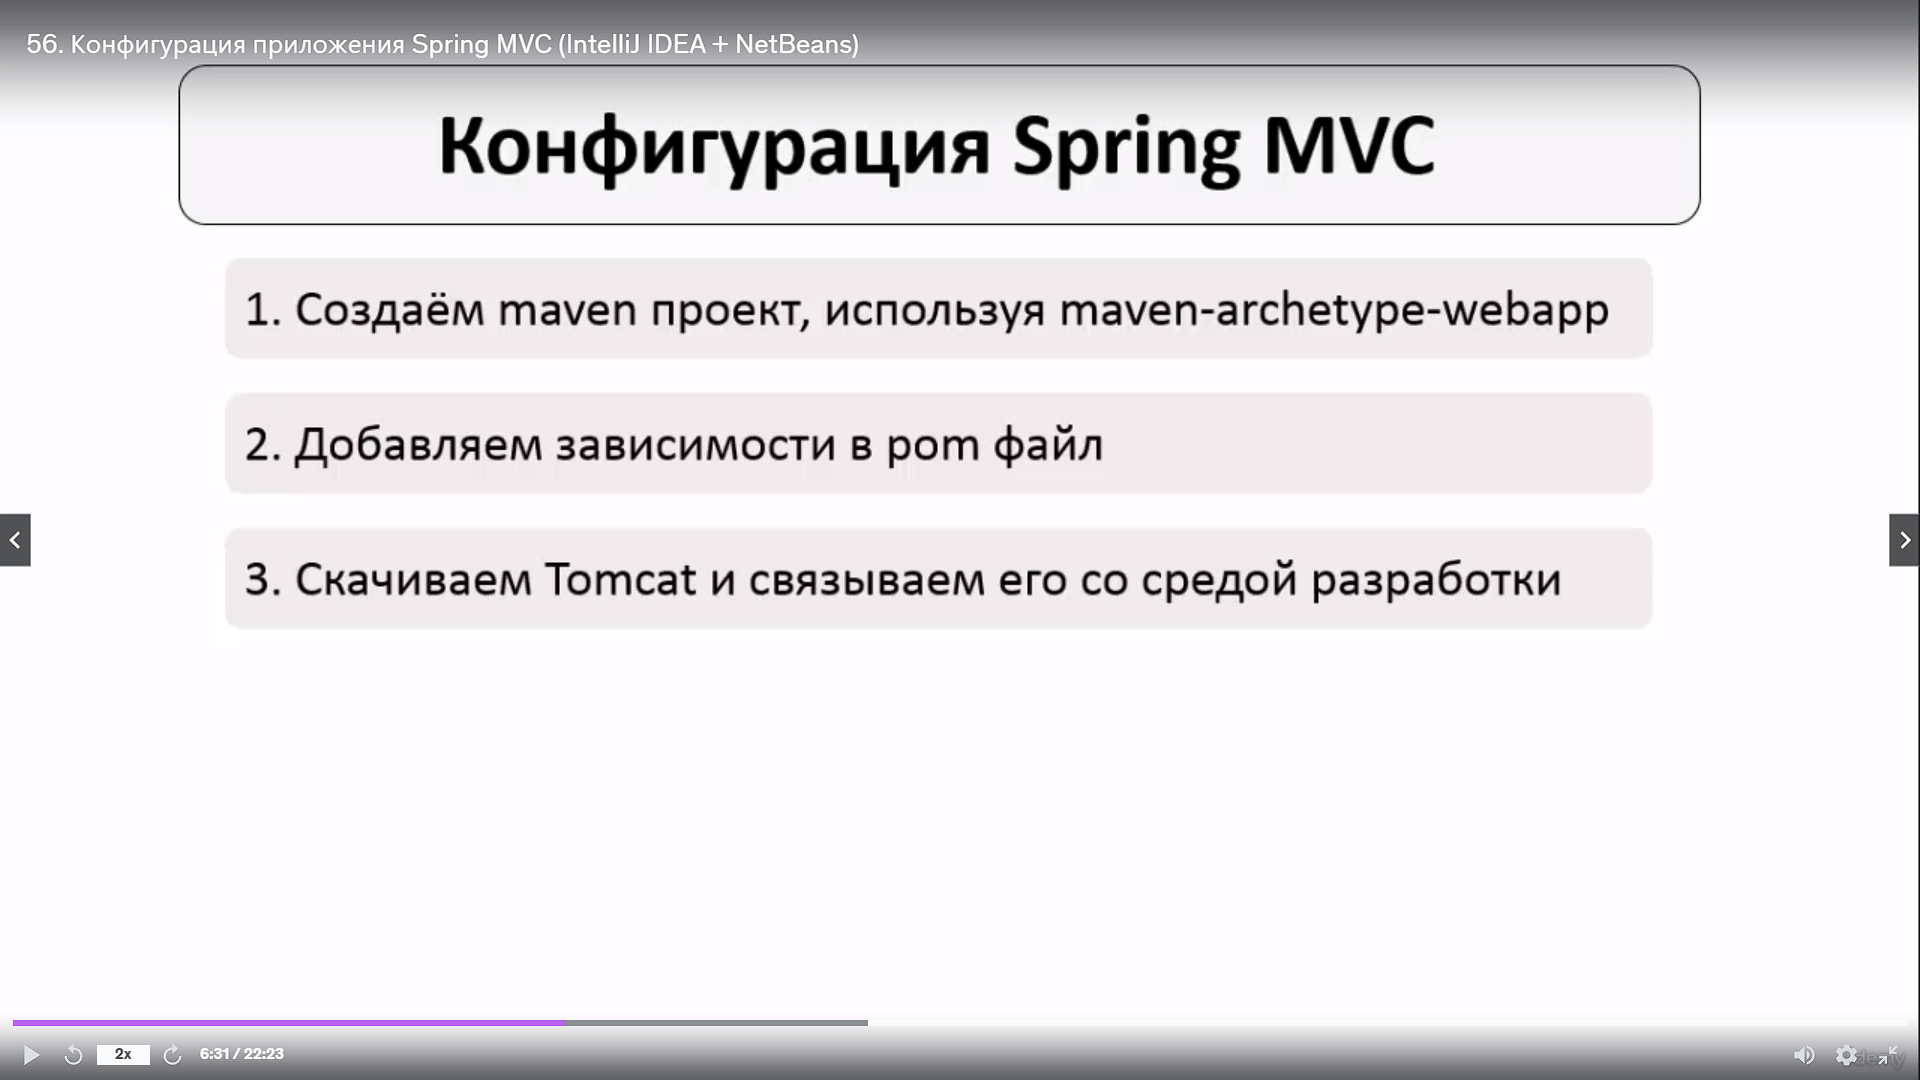 56. Конфигурация приложения Spring MVC (IntelliJ IDEA + NetBeans)
Конфигурация Spring MVC
1. Создаём maven проект, используя maven-archetype-webapp
2. Добавляем зависимости в pom файл
3. Скачиваем Tomcat и связываем его со средой разработки
2x
6:31 / 22:23